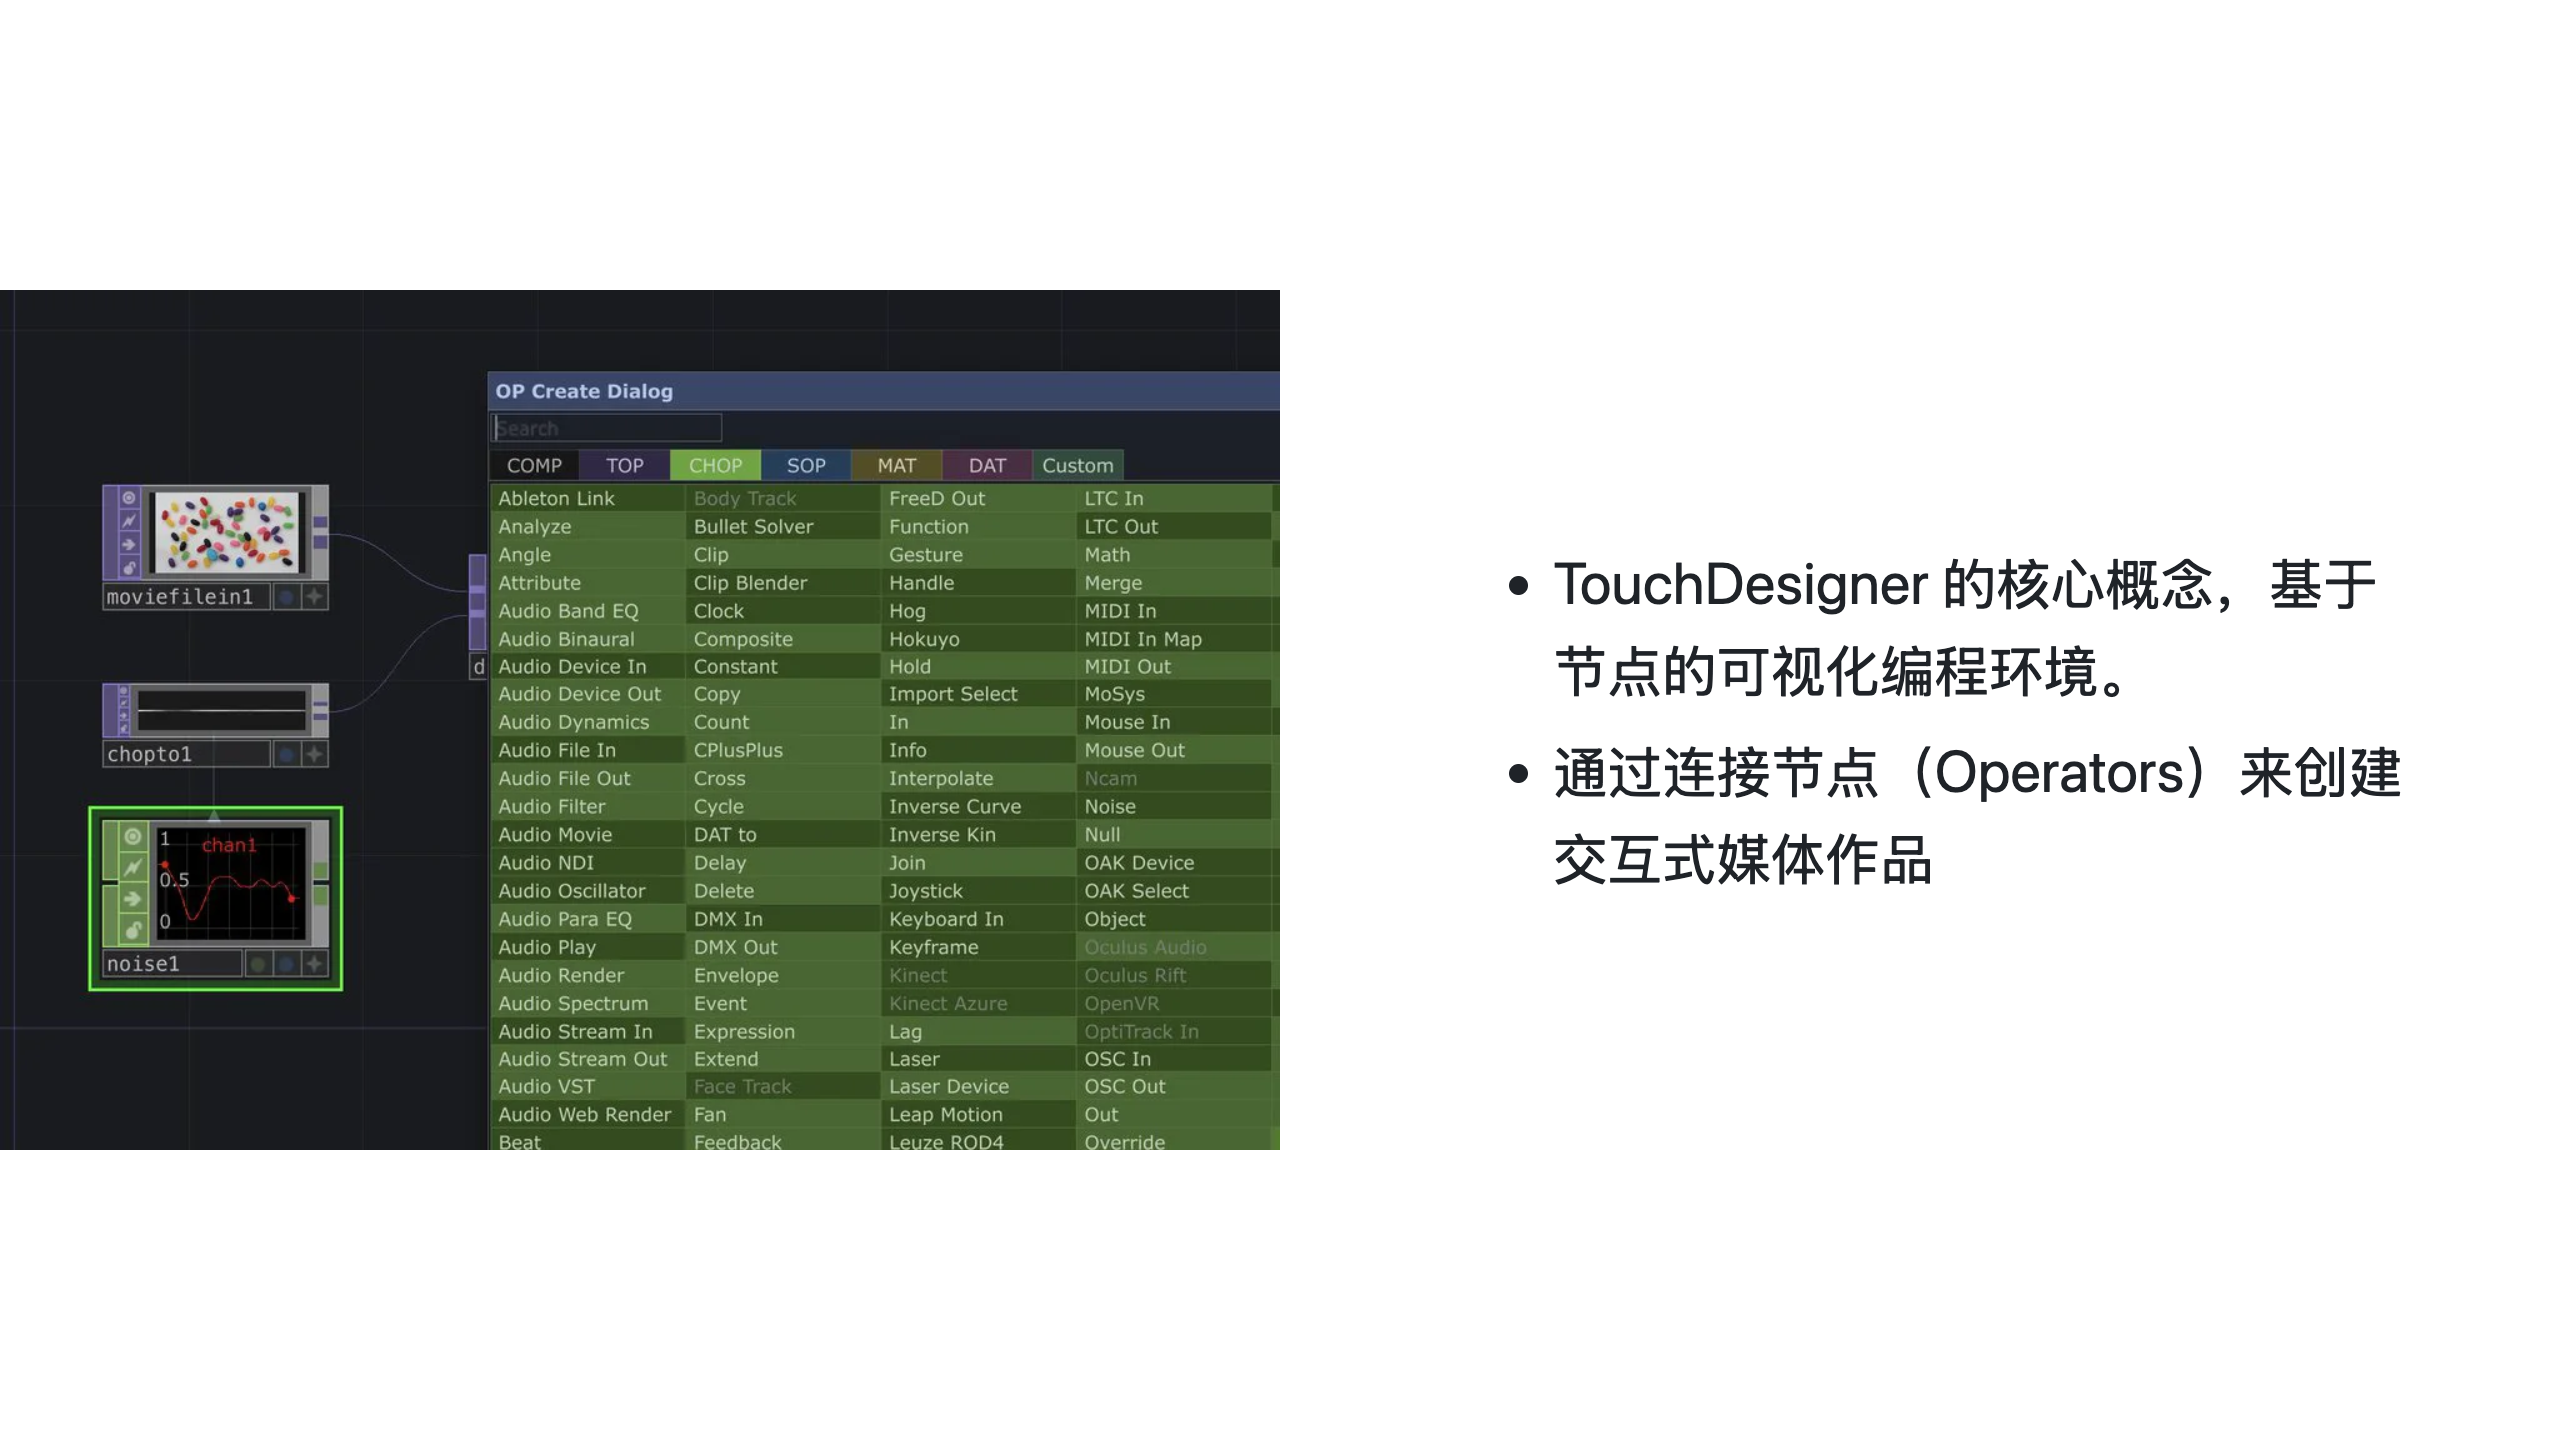 OP Create Dialog
Search
COMP TOP CHOP SOP MAT DAT Custom
Ableton Link Body Track FreeD Out LTC In
Analyze Bullet Solver Function LTC Out
Angle Clip Gesture Math
Attribute Clip Blender Handle Merge
Audio Band EQ Clock Hog MIDI In
Audio Binaural Composite Hokuyo MIDI In Map
Audio Device In Constant Hold MIDI Out
Audio Device Out Copy Import Select MoSys
Audio Dynamics Count In Mouse In
Audio File In CPlusPlus Info Mouse Out
Audio File Out Cross Interpolate Ncam
Audio Filter Cycle Inverse Curve Noise
Audio Movie DAT to Inverse Kin Null
Audio NDI Delay Join OAK Device
Audio Oscillator Delete Joystick OAK Select
Audio Para EQ DMX In Keyboard In Object
Audio Play DMX Out Keyframe Oculus Audio
Audio Render Envelope Kinect Oculus Rift
Audio Spectrum Event Kinect Azure OpenVR
Audio Stream In Expression Lag OptiTrack In
Audio Stream Out Extend Laser OSC In
Audio VST Face Track Laser Device OSC Out
Audio Web Render Fan Leap Motion Out
Beat Feedback Leuze ROD4 Override
moviefilein1
d
chopto1
1
chan1
0.5
0
noise1
• TouchDesigner 的核心概念，基于
节点的可视化编程环境。
• 通过连接节点（Operators）来创建
交互式媒体作品